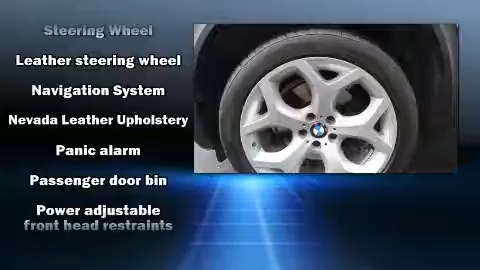 Steering Wheel
Leather steering wheel
Navigation System
Nevada Leather Upholstery
Panic alarm
Passenger door bin
Power adjustable
front head restraints